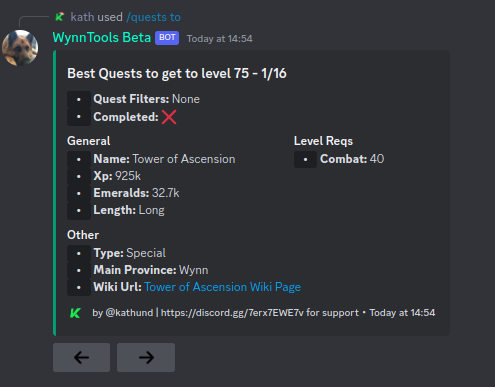 kath used /quests to
WynnTools Beta BOT Today at 14:54
Best Quests to get to level 75 - 1/16
• Quest Filters: None
• Completed: ❌
General
• Name: Tower of Ascension
• Xp: 925k
• Emeralds: 32.7k
• Length: Long
Level Reqs
• Combat: 40
Other
• Type: Special
• Main Province: Wynn
• Wiki Url: Tower of Ascension Wiki Page
by @kathund | https://discord.gg/7erx7EWE7v for support • Today at 14:54